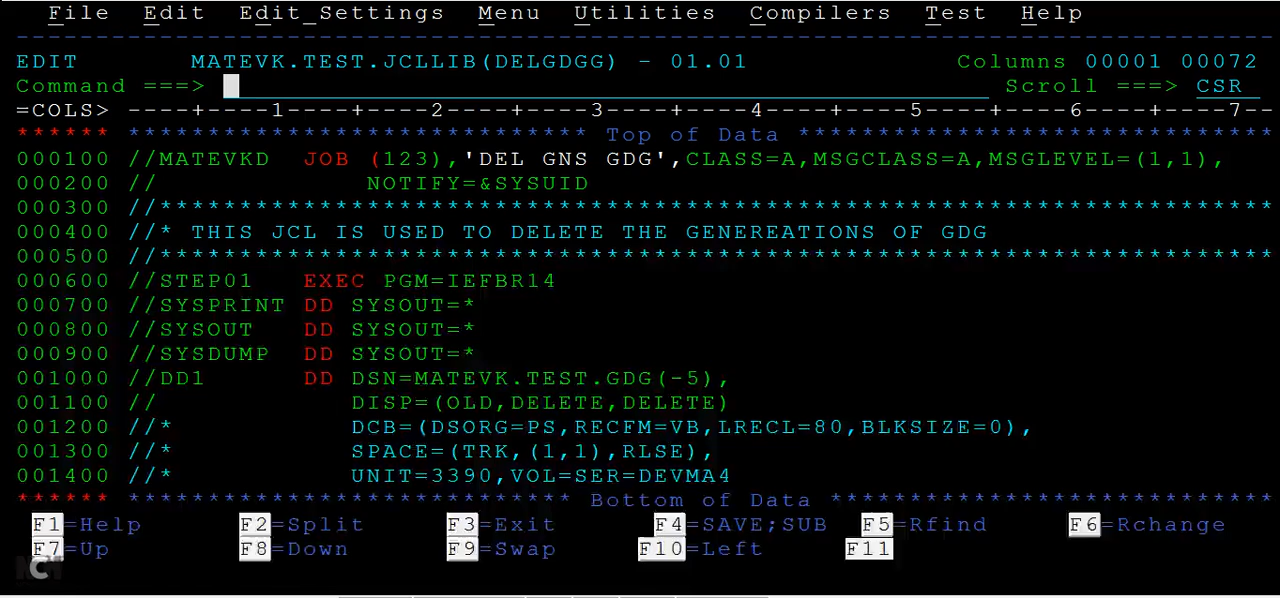 File Edit Edit_Settings Menu Utilities Compilers Test Help
EDIT MATEVK.TEST.JCLLIB(DELGDGG) - 01.01 Columns 00001 00072
Command ===> Scroll ===> CSR
=COLS> ----+----1----+----2----+----3----+----4----+----5----+----6----+----7--
****** ***************************** Top of Data ******************************
000100 //MATEVKD  JOB (123),'DEL GNS GDG',CLASS=A,MSGCLASS=A,MSGLEVEL=(1,1),
000200 //             NOTIFY=&SYSUID
000300 //**********************************************************************
000400 //* THIS JCL IS USED TO DELETE THE GENEREATIONS OF GDG
000500 //**********************************************************************
000600 //STEP01   EXEC PGM=IEFBR14
000700 //SYSPRINT DD SYSOUT=*
000800 //SYSOUT   DD SYSOUT=*
000900 //SYSDUMP  DD SYSOUT=*
001000 //DD1      DD DSN=MATEVK.TEST.GDG(-5),
001100 //            DISP=(OLD,DELETE,DELETE)
001200 //*           DCB=(DSORG=PS,RECFM=VB,LRECL=80,BLKSIZE=0),
001300 //*           SPACE=(TRK,(1,1),RLSE),
001400 //*           UNIT=3390,VOL=SER=DEVMA4
****** **************************** Bottom of Data ****************************
F1=Help F2=Split F3=Exit F4=SAVE;SUB F5=Rfind F6=Rchange
F7=Up F8=Down F9=Swap F10=Left F11